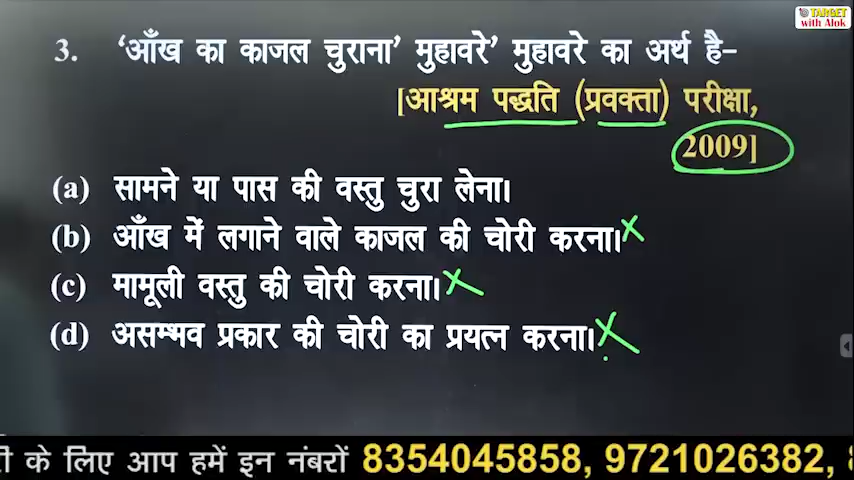 TARGET
with Alok
3. ‘आँख का काजल चुराना’ मुहावरे’ मुहावरे का अर्थ है–
[आश्रम पद्धति (प्रवक्ता) परीक्षा,
2009]
(a) सामने या पास की वस्तु चुरा लेना।
(b) आँख में लगाने वाले काजल की चोरी करना।
(c) मामूली वस्तु की चोरी करना।
(d) असम्भव प्रकार की चोरी का प्रयत्न करना।
के लिए आप हमें इन नंबरों 8354045858, 9721026382,